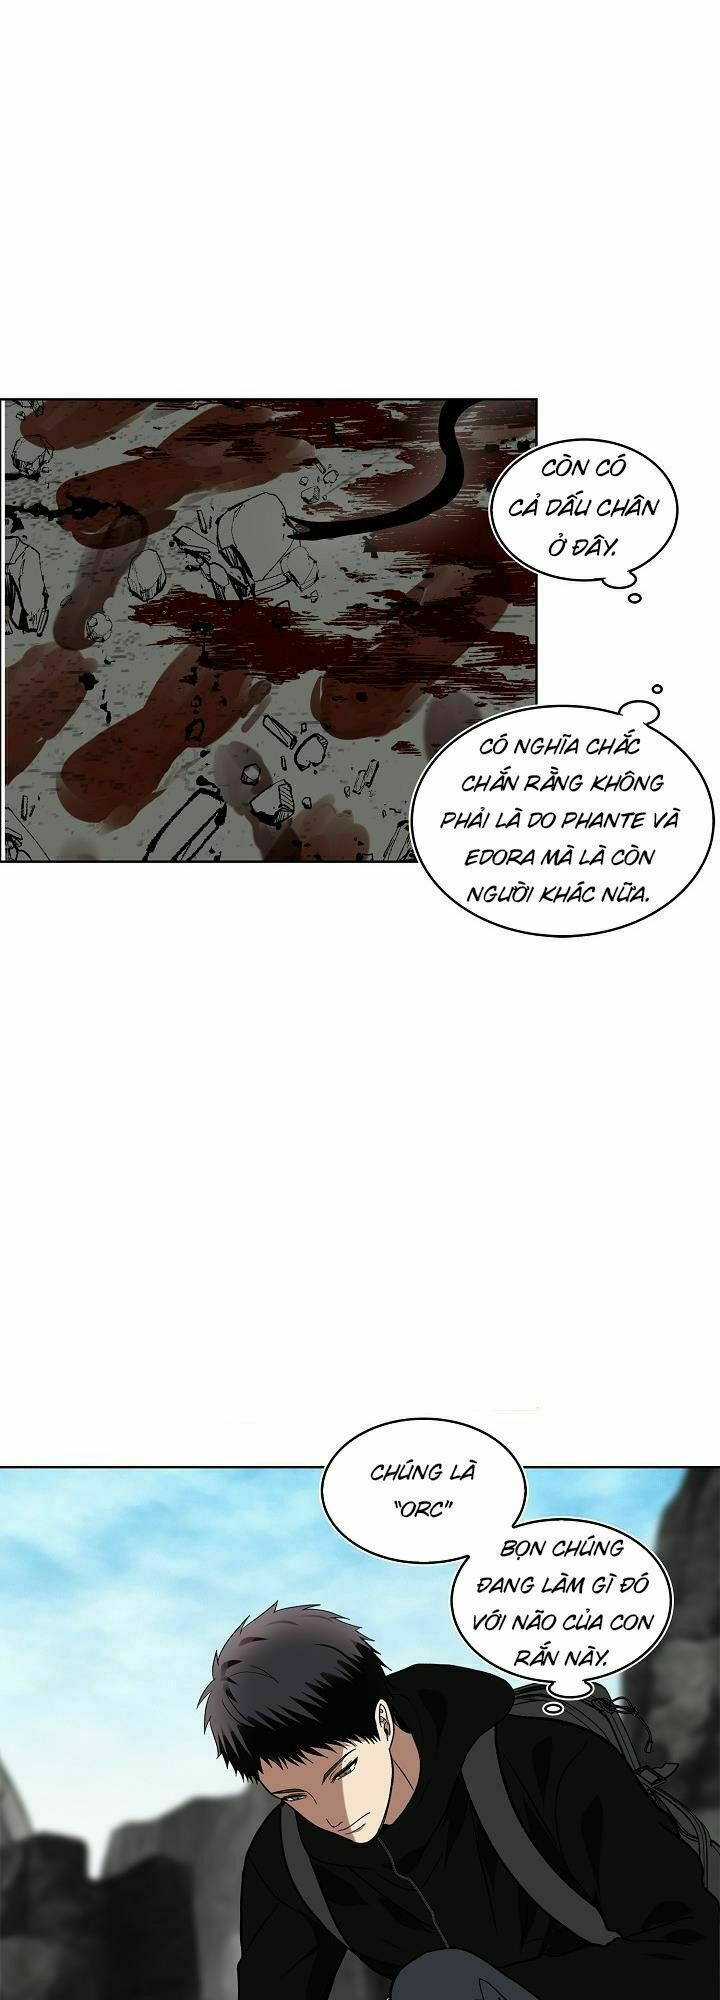 CÒN CÓ
CẢ DẤU CHÂN
Ở ĐÂY.
CÓ NGHĨA CHẮC
CHẮN RẰNG KHÔNG
PHẢI LÀ DO PHANTE VÀ
EDORA MÀ LÀ CÒN
NGƯỜI KHÁC NỮA.
CHÚNG LÀ
"ORC"
BỌN CHÚNG
ĐANG LÀM GÌ ĐÓ
VỚI NÃO CỦA CON
RẮN NÀY.